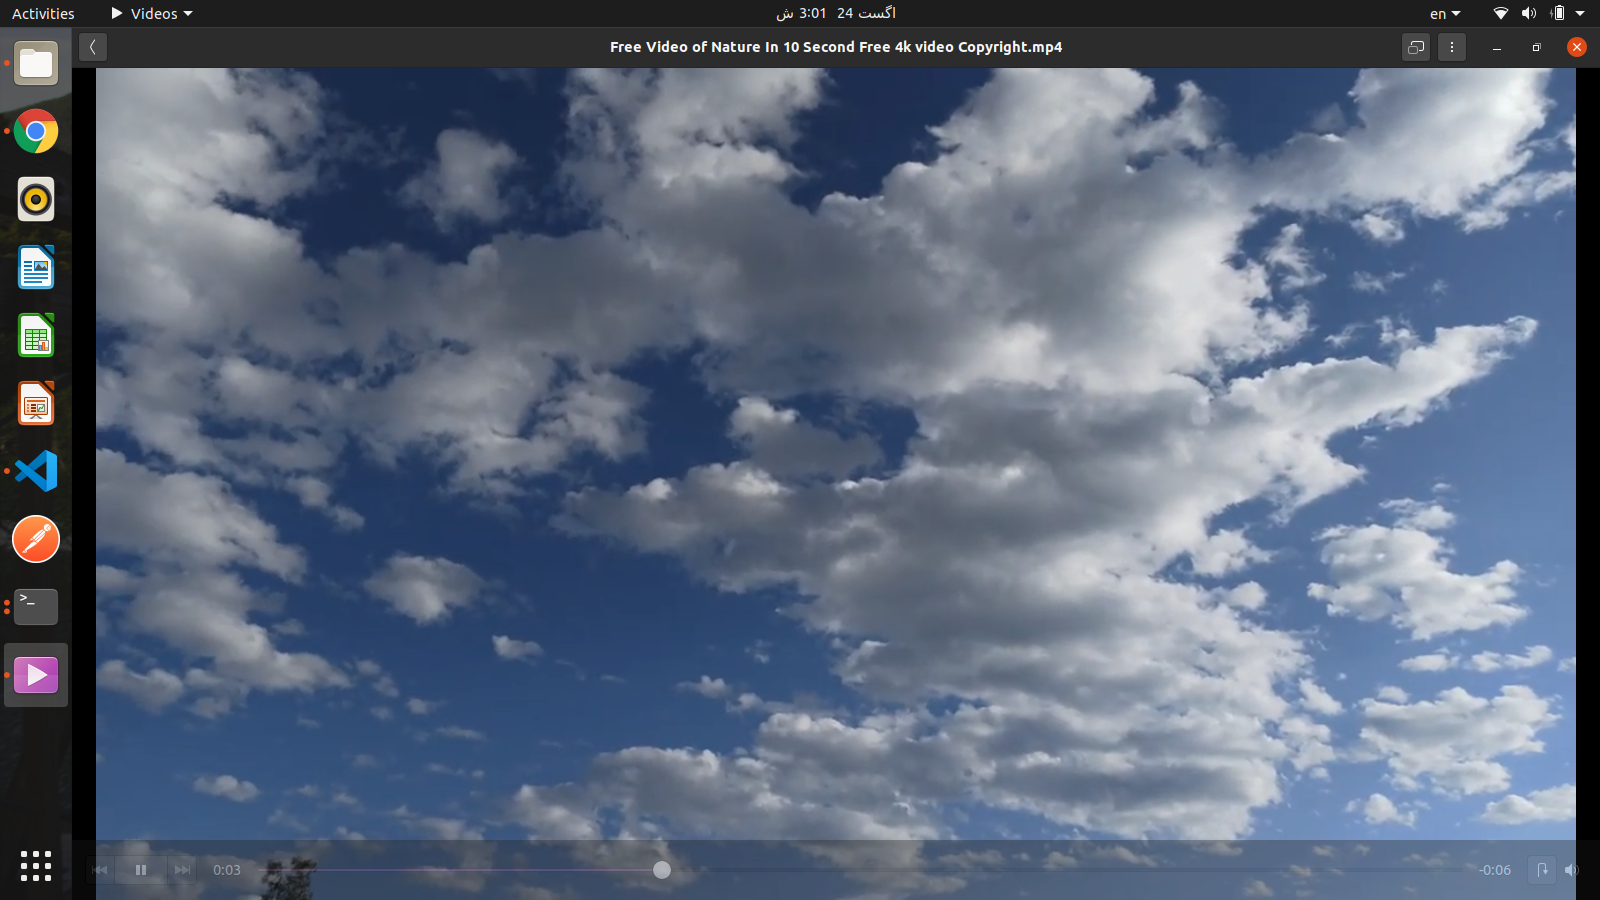 Activities
Videos
اگست 24  3:01 ش
en
Free Video of Nature In 10 Second Free 4k video Copyright.mp4
>_
0:03
-0:06